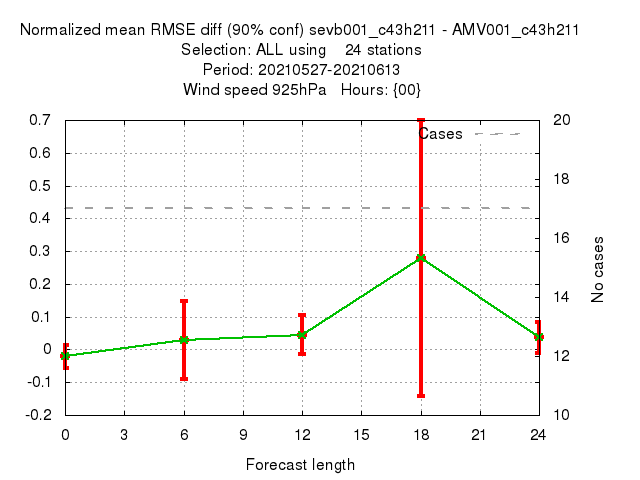 Normalized mean RMSE diff (90% conf) sevb001_c43h211 - AMV001_c43h211
Selection: ALL using 24 stations
Period: 20210527-20210613
Wind speed 925hPa Hours: {00}
Cases
0.7
0.6
0.5
0.4
0.3
0.2
0.1
0
-0.1
-0.2
20
18
16
14
12
10
No cases
0 3 6 9 12 15 18 21 24
Forecast length